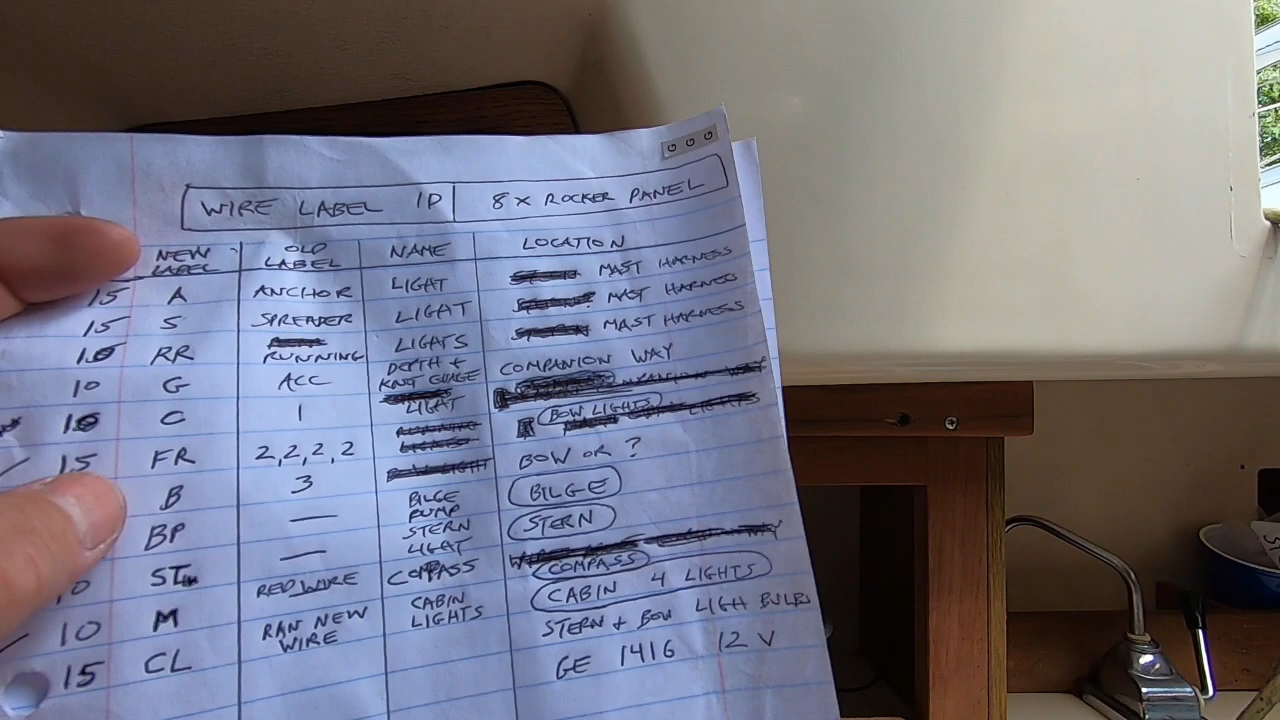 G G G
WIRE LABEL ID 8 X ROCKER PANEL
NEW LABEL OLD LABEL NAME LOCATION
15 A ANCHOR LIGHT MAST HARNESS
15 S SPREADER LIGHT MAST HARNESS
RR RUNNING LIGHTS MAST HARNESS
10 G ACC DEPTH + KNOT GUAGE COMPANION WAY
C 1 LIGHT
15 FR 2,2,2,2 BOW LIGHTS
B 3 BOW OR ?
BP — BILGE PUMP BILGE
ST — STERN LIGHT STERN
10 M RED WIRE COMPASS COMPASS
15 CL RAN NEW WIRE CABIN LIGHTS CABIN 4 LIGHTS
STERN + BOW LIGH BULBS
GE 1416 12 V